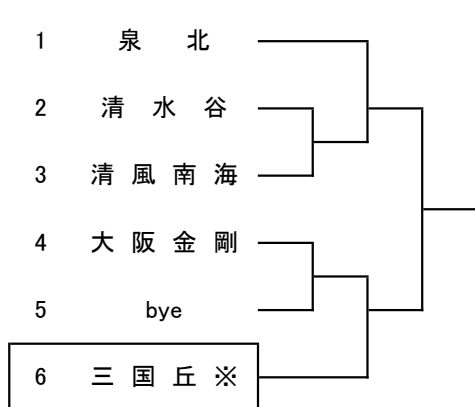 1 泉 北
2 清 水 谷
3 清 風 南 海
4 大 阪 金 剛
5 bye
6 三 国 丘 ※